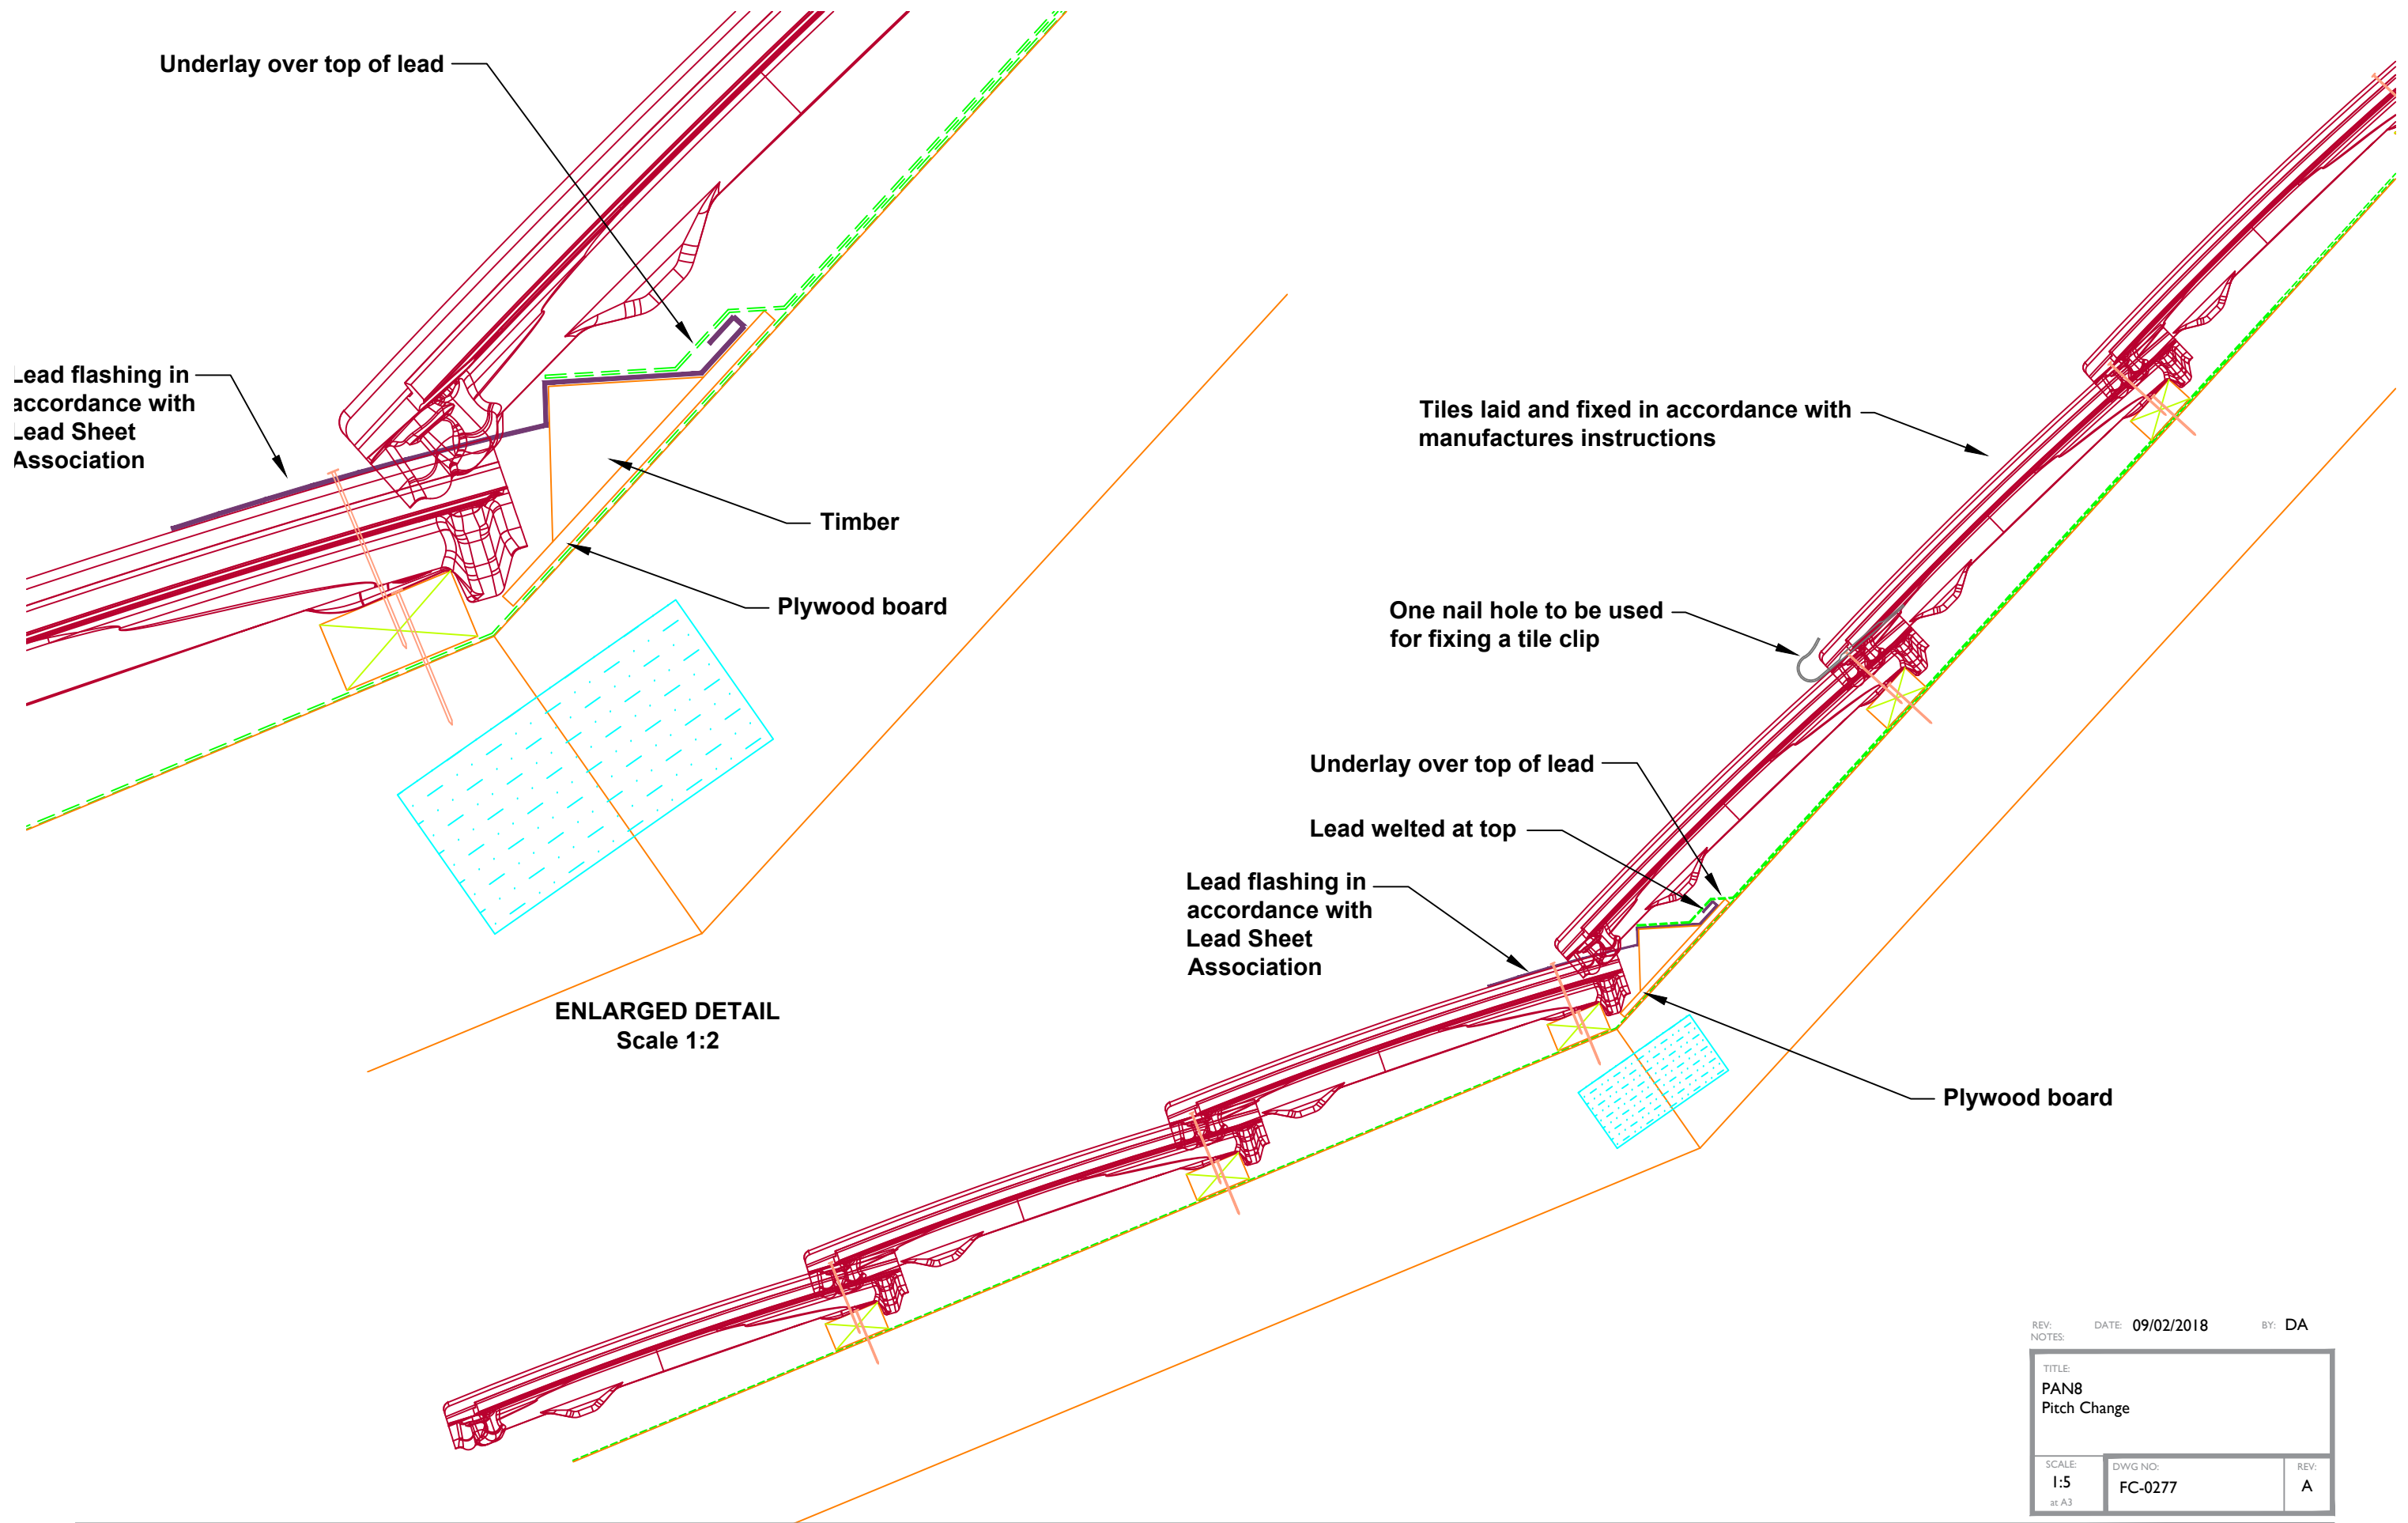 Underlay over top of lead
Lead flashing in
accordance with
Lead Sheet
Association
Timber
Plywood board
ENLARGED DETAIL
Scale 1:2
Tiles laid and fixed in accordance with
manufactures instructions
One nail hole to be used
for fixing a tile clip
Underlay over top of lead
Lead welted at top
Lead flashing in
accordance with
Lead Sheet
Association
Plywood board
REV: DATE: 09/02/2018 BY: DA
NOTES:
TITLE:
PAN8
Pitch Change
SCALE: DWG NO: REV:
1:5 FC-0277 A
at A3